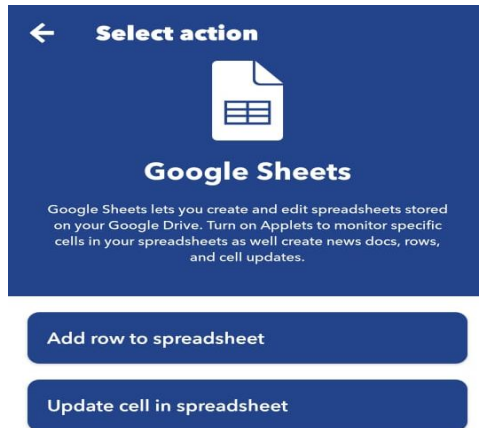 Select action
Google Sheets
Google Sheets lets you create and edit spreadsheets stored
on your Google Drive. Turn on Applets to monitor specific
cells in your spreadsheets as well create news docs, rows,
and cell updates.
Add row to spreadsheet
Update cell in spreadsheet